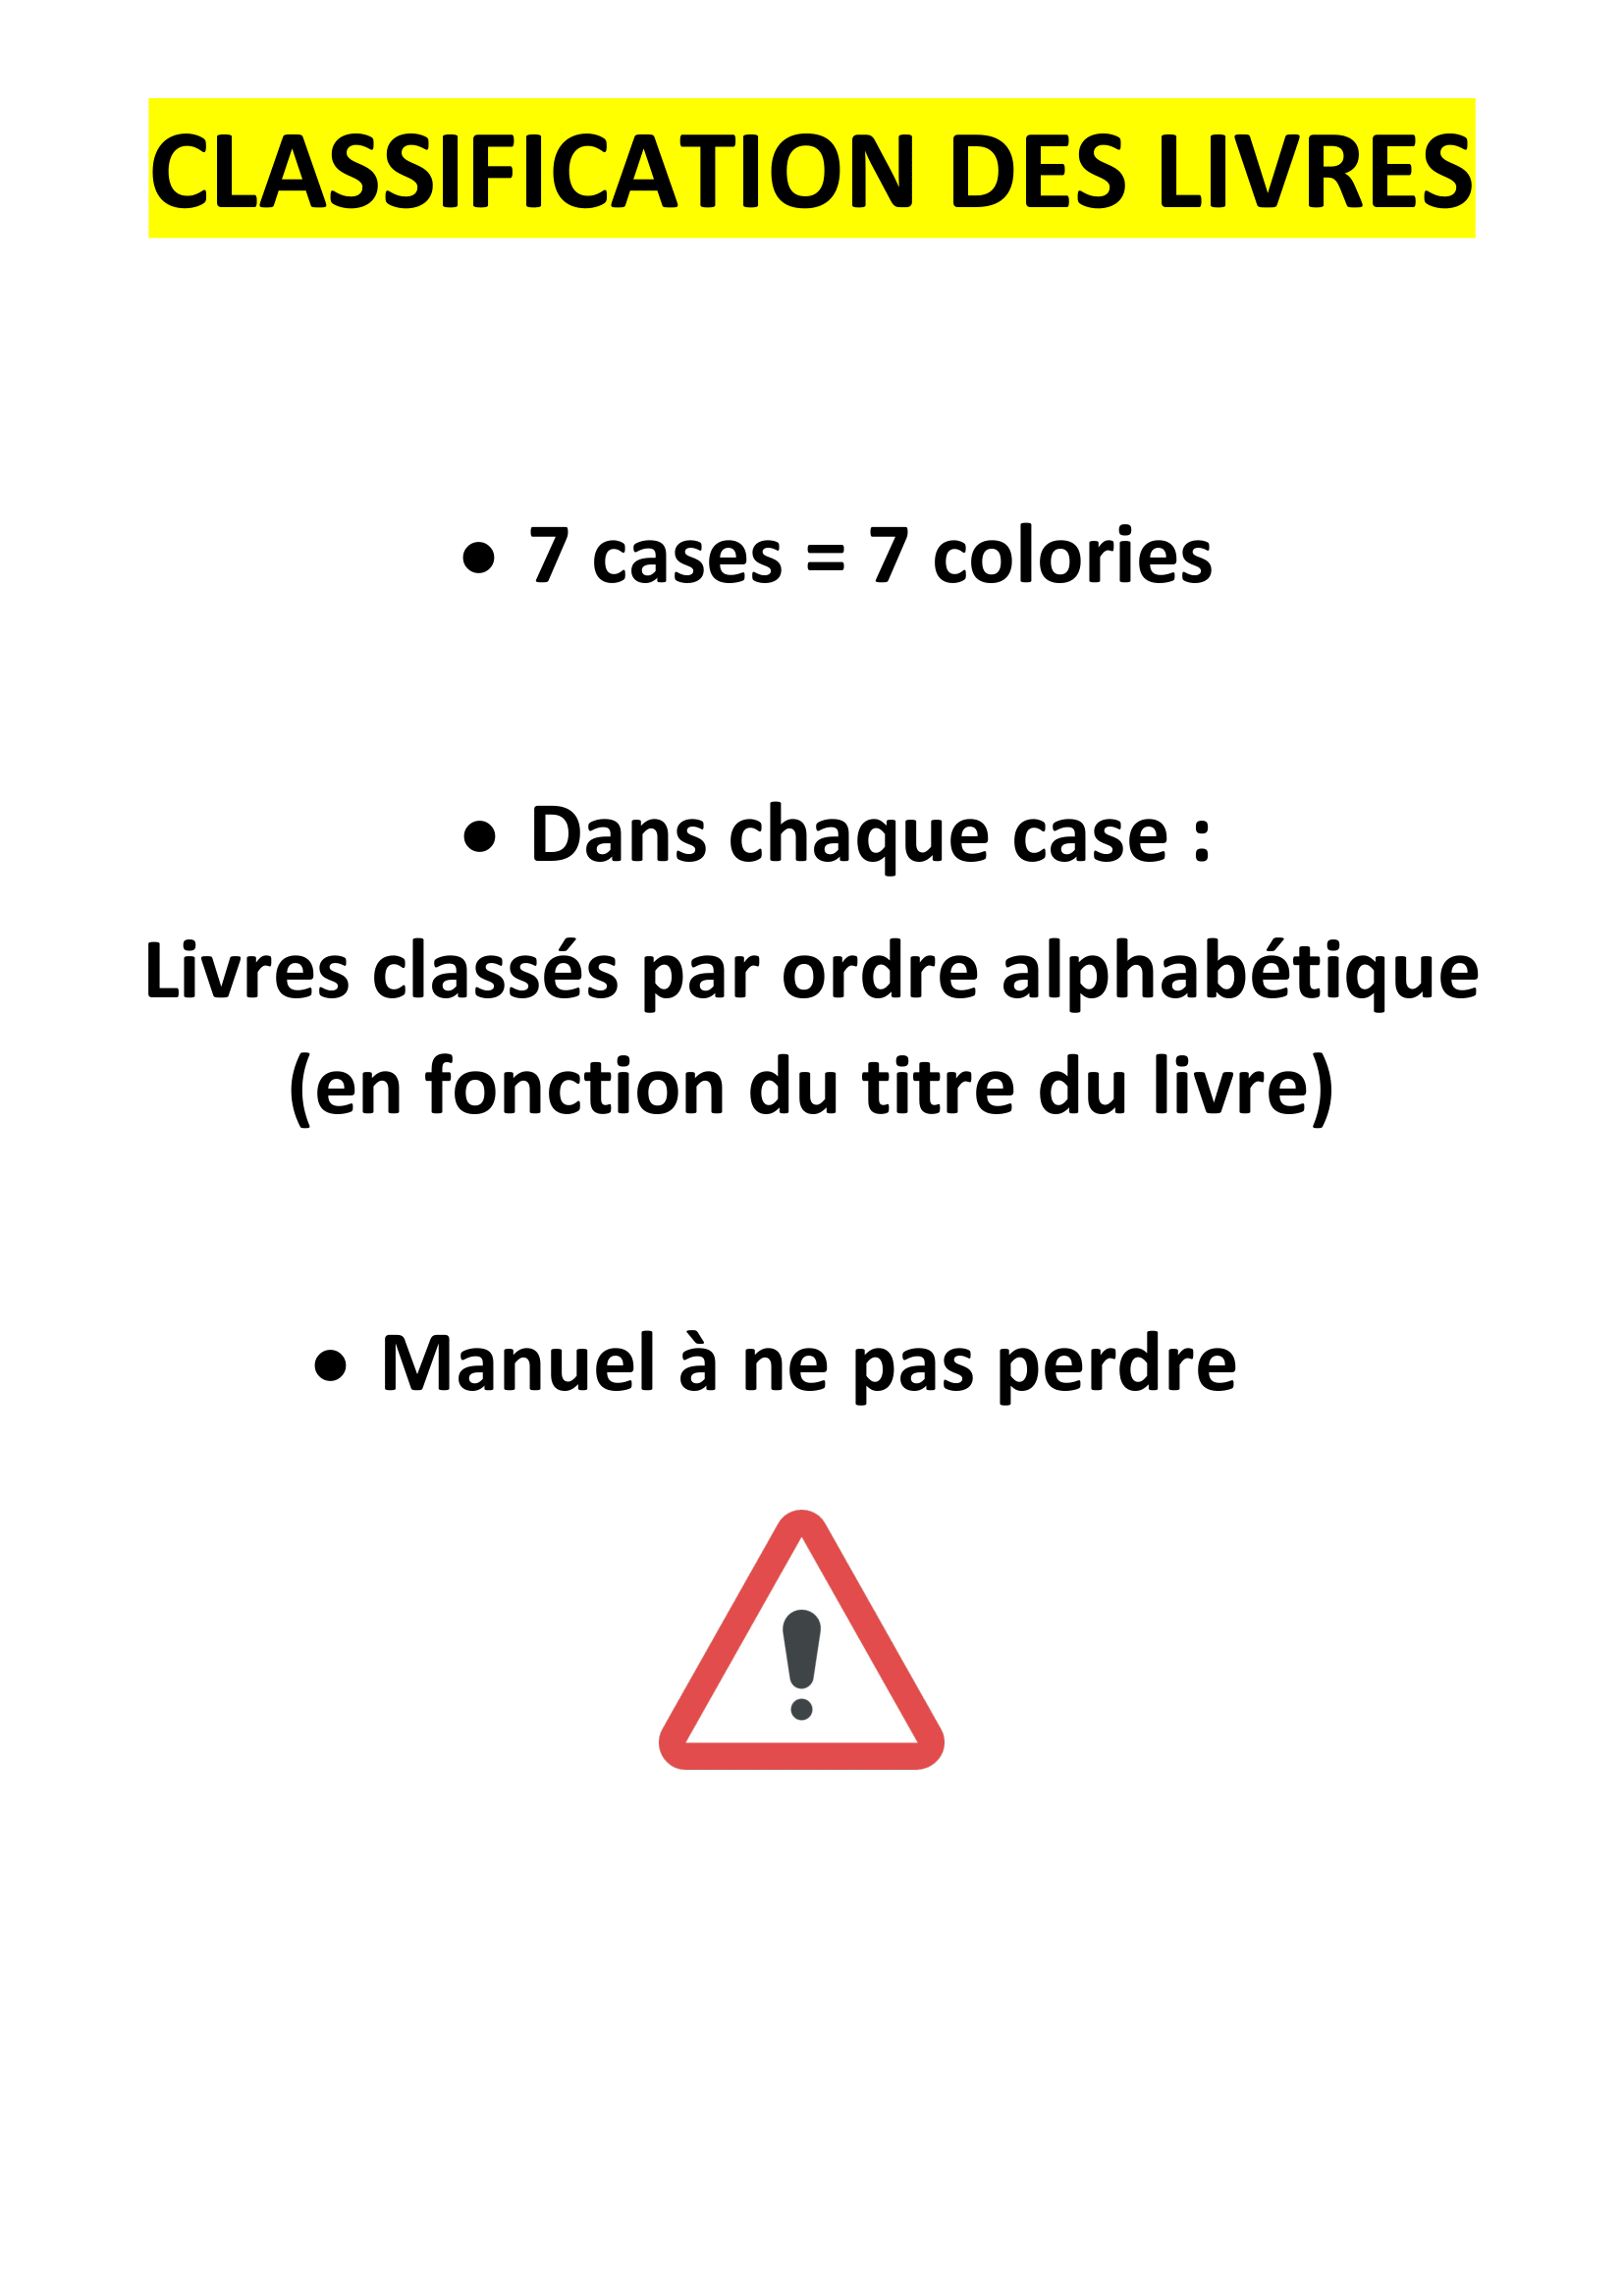 CLASSIFICATION DES LIVRES
• 7 cases = 7 colories
• Dans chaque case :
Livres classés par ordre alphabétique
(en fonction du titre du livre)
• Manuel à ne pas perdre